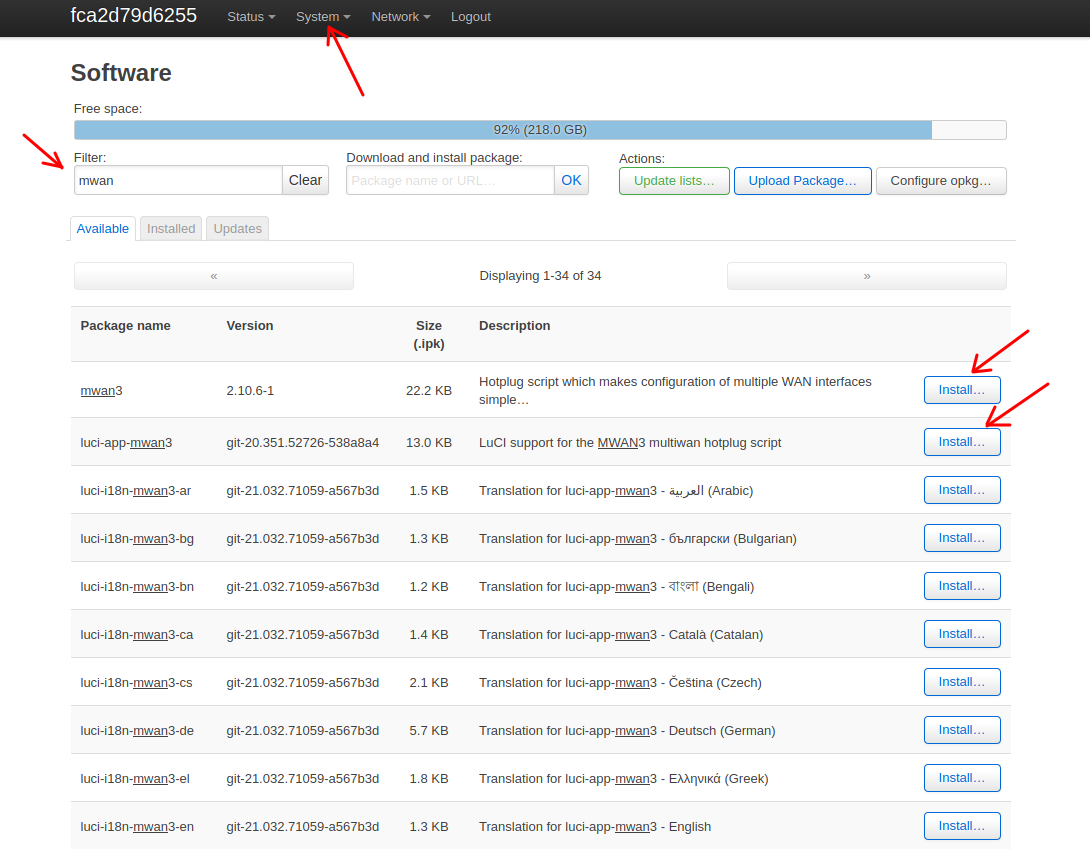 fca2d79d6255 Status System Network Logout
Software
Free space:
92% (218.0 GB)
Filter: Download and install package: Actions:
mwan Clear Package name or URL… OK Update lists… Upload Package… Configure opkg…
Available Installed Updates
« Displaying 1-34 of 34 »
Package name Version Size (.ipk) Description
mwan3 2.10.6-1 22.2 KB Hotplug script which makes configuration of multiple WAN interfaces simple… Install…
luci-app-mwan3 git-20.351.52726-538a8a4 13.0 KB LuCI support for the MWAN3 multiwan hotplug script Install…
luci-i18n-mwan3-ar git-21.032.71059-a567b3d 1.5 KB Translation for luci-app-mwan3 - العربية (Arabic) Install…
luci-i18n-mwan3-bg git-21.032.71059-a567b3d 1.3 KB Translation for luci-app-mwan3 - български (Bulgarian) Install…
luci-i18n-mwan3-bn git-21.032.71059-a567b3d 1.2 KB Translation for luci-app-mwan3 - বাংলা (Bengali) Install…
luci-i18n-mwan3-ca git-21.032.71059-a567b3d 1.4 KB Translation for luci-app-mwan3 - Català (Catalan) Install…
luci-i18n-mwan3-cs git-21.032.71059-a567b3d 2.1 KB Translation for luci-app-mwan3 - Čeština (Czech) Install…
luci-i18n-mwan3-de git-21.032.71059-a567b3d 5.7 KB Translation for luci-app-mwan3 - Deutsch (German) Install…
luci-i18n-mwan3-el git-21.032.71059-a567b3d 1.8 KB Translation for luci-app-mwan3 - Ελληνικά (Greek) Install…
luci-i18n-mwan3-en git-21.032.71059-a567b3d 1.3 KB Translation for luci-app-mwan3 - English Install…